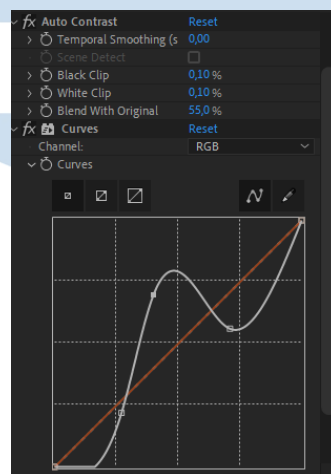 fx Auto Contrast Reset
Temporal Smoothing (s 0,00
Scene Detect
Black Clip 0,10 %
White Clip 0,10 %
Blend With Original 55,0 %
fx Curves Reset
Channel: RGB
Curves